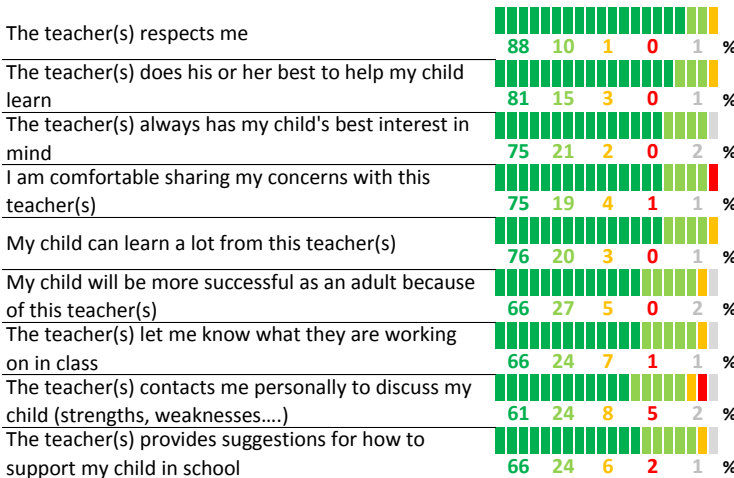 The teacher(s) respects me
88 10 1 0 1 %
The teacher(s) does his or her best to help my child
learn
81 15 3 0 1 %
The teacher(s) always has my child's best interest in
mind
75 21 2 0 2 %
I am comfortable sharing my concerns with this
teacher(s)
75 19 4 1 1 %
My child can learn a lot from this teacher(s)
76 20 3 0 1 %
My child will be more successful as an adult because
of this teacher(s)
66 27 5 0 2 %
The teacher(s) let me know what they are working
on in class
66 24 7 1 1 %
The teacher(s) contacts me personally to discuss my
child (strengths, weaknesses....)
61 24 8 5 2 %
The teacher(s) provides suggestions for how to
support my child in school
66 24 6 2 1 %